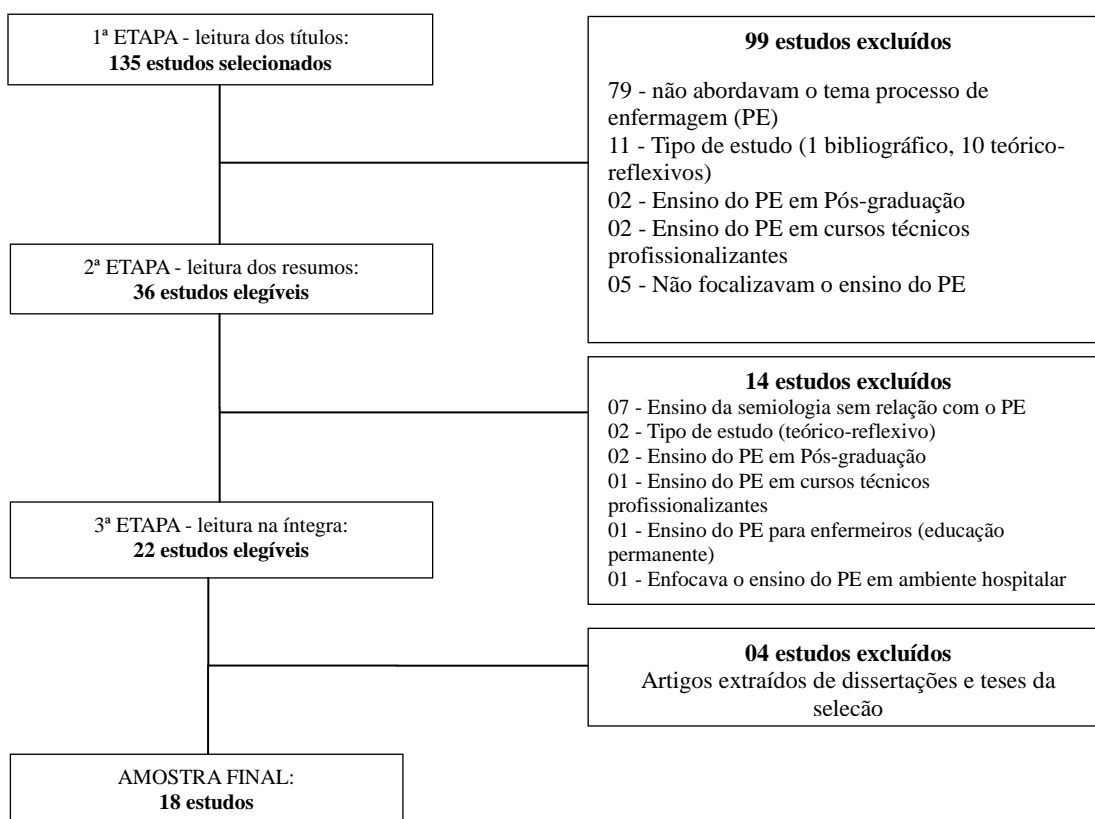 1ª ETAPA - leitura dos títulos:
135 estudos selecionados
99 estudos excluídos
79 - não abordavam o tema processo de
enfermagem (PE)
11 - Tipo de estudo (1 bibliográfico, 10 teórico-
reflexivos)
02 - Ensino do PE em Pós-graduação
02 - Ensino do PE em cursos técnicos
profissionalizantes
05 - Não focalizavam o ensino do PE
2ª ETAPA - leitura dos resumos:
36 estudos elegíveis
14 estudos excluídos
07 - Ensino da semiologia sem relação com o PE
02 - Tipo de estudo (teórico-reflexivo)
02 - Ensino do PE em Pós-graduação
01 - Ensino do PE em cursos técnicos
profissionalizantes
01 - Ensino do PE para enfermeiros (educação
permanente)
01 - Enfocava o ensino do PE em ambiente hospitalar
3ª ETAPA - leitura na íntegra:
22 estudos elegíveis
04 estudos excluídos
Artigos extraídos de dissertações e teses da
selecão
AMOSTRA FINAL:
18 estudos